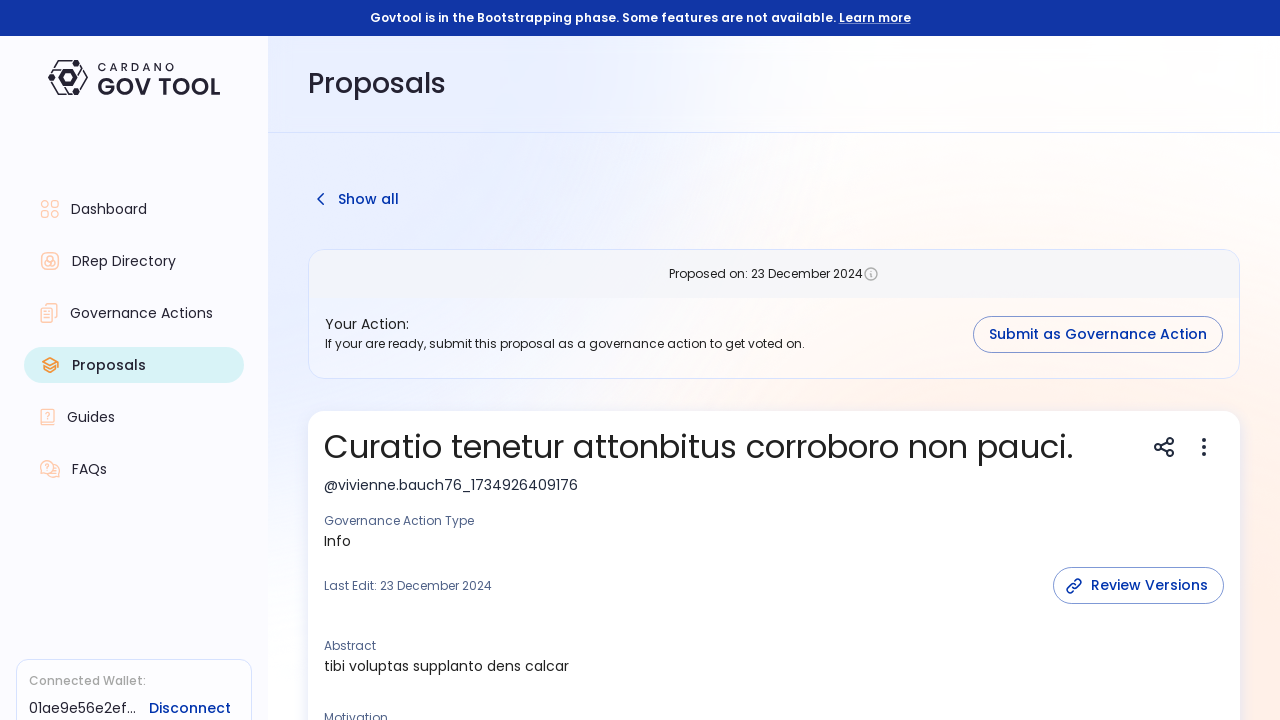 Govtool is in the Bootstrapping phase. Some features are not available. Learn more
CARDANO
GOV TOOL
Proposals
Dashboard
DRep Directory
Governance Actions
Proposals
Guides
FAQs
Connected Wallet:
01ae9e56e2ef... Disconnect
Show all
Proposed on: 23 December 2024
Your Action:
If your are ready, submit this proposal as a governance action to get voted on.
Submit as Governance Action
Curatio tenetur attonbitus corroboro non pauci.
@vivienne.bauch76_1734926409176
Governance Action Type
Info
Last Edit: 23 December 2024
Review Versions
Abstract
tibi voluptas supplanto dens calcar
Motivation